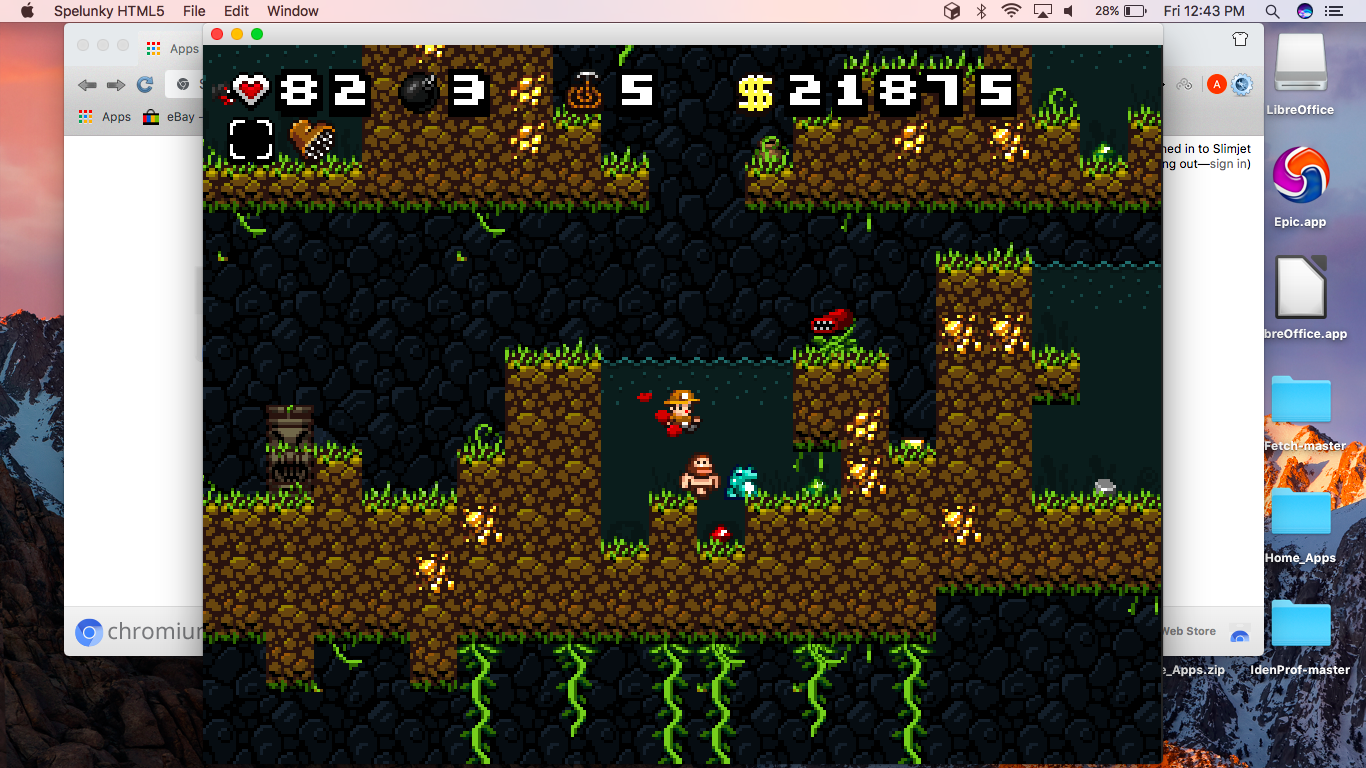 Spelunky HTML5 File Edit Window 28% Fri 12:43 PM
Apps
A
Apps eBay –
82 3 5 $21875
ned in to Slimjet
ng out—sign in)
LibreOffice
Epic.app
breOffice.app
Fetch-master
Home_Apps
chromiu
Web Store
e_Apps.zip IdenProf-master